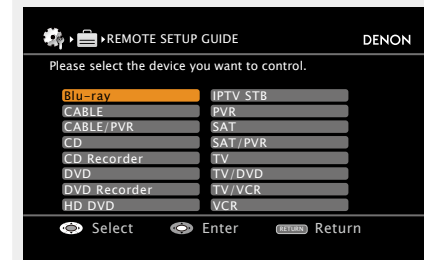 REMOTE SETUP GUIDE DENON
Please select the device you want to control.
Blu-ray IPTV STB
CABLE PVR
CABLE/PVR SAT
CD SAT/PVR
CD Recorder TV
DVD TV/DVD
DVD Recorder TV/VCR
HD DVD VCR
Select Enter RETURN Return